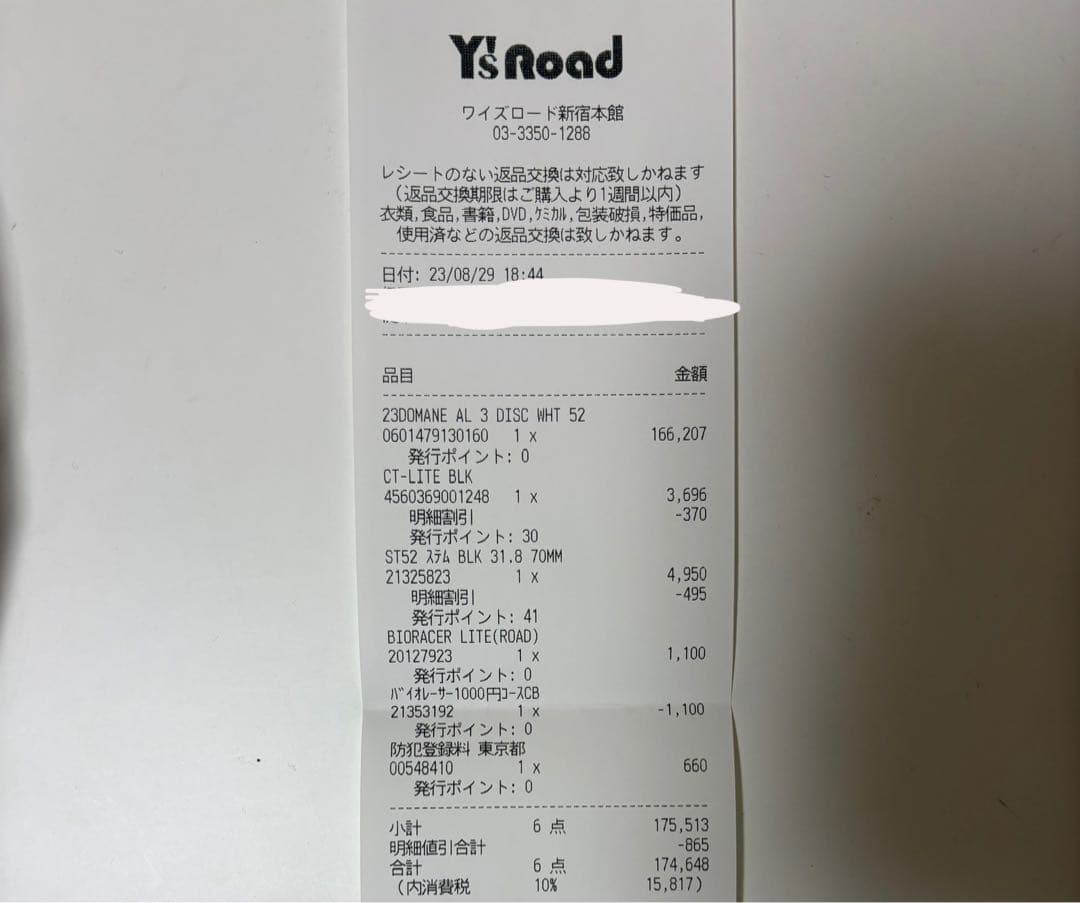 Y's Road
ワイズロード新宿本館
03-3350-1288
レシートのない返品交換は対応致しかねます
(返品交換期限はご購入より1週間以内)
衣類,食品,書籍,DVD,ケミカル,包装破損,特価品,
使用済などの返品交換は致しかねます。
日付: 23/08/29 18:44
品目 金額
23DOMANE AL 3 DISC WHT 52
0601479130160 1 x 166,207
発行ポイント: 0
CT-LITE BLK
4560369001248 1 x 3,696
明細割引 -370
発行ポイント: 30
ST52 ステム BLK 31.8 70MM
21325823 1 x 4,950
明細割引 -495
発行ポイント: 41
BIORACER LITE(ROAD)
20127923 1 x 1,100
発行ポイント: 0
バイオレーサー1000円コースCB
21353192 1 x -1,100
発行ポイント: 0
防犯登録料 東京都
00548410 1 x 660
発行ポイント: 0
小計 6 点 175,513
明細値引合計 -865
合計 6 点 174,648
(内消費税 10% 15,817)